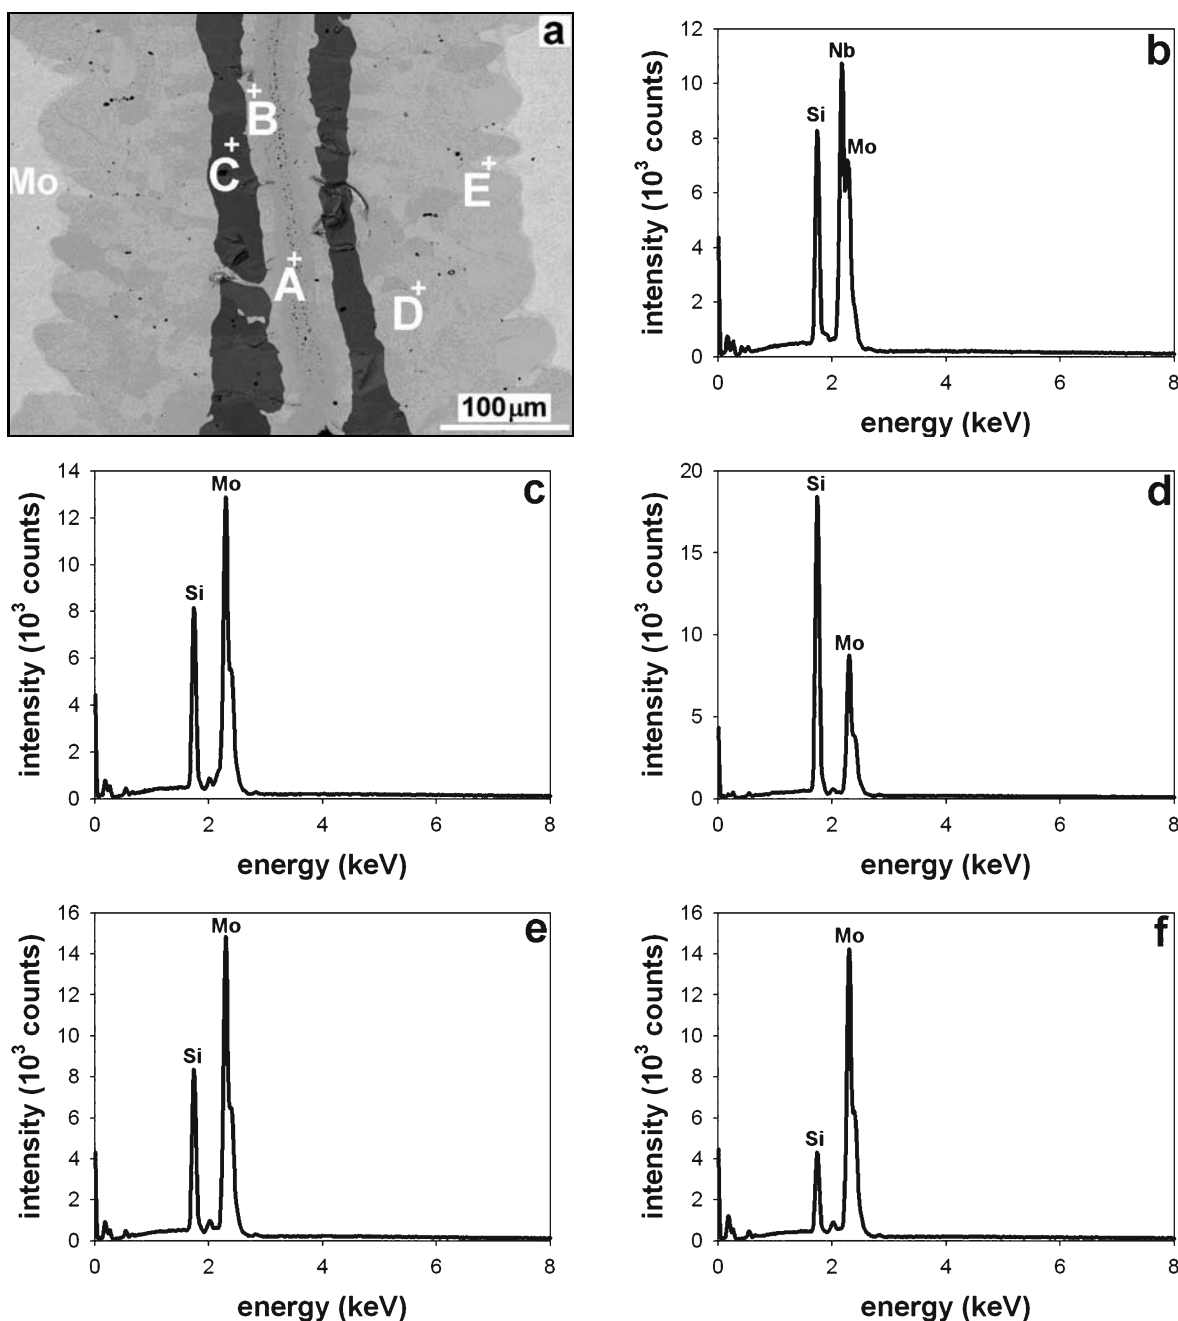 a
B
C
E
Mo
A
D
100μm
b
12
10
8
6
4
2
0
Nb
Si
Mo
0 2 4 6 8
intensity (10³ counts)
energy (keV)
c
14
12
10
8
6
4
2
0
Mo
Si
0 2 4 6 8
intensity (10³ counts)
energy (keV)
d
20
15
10
5
0
Si
Mo
0 2 4 6 8
intensity (10³ counts)
energy (keV)
e
16
14
12
10
8
6
4
2
0
Mo
Si
0 2 4 6 8
intensity (10³ counts)
energy (keV)
f
16
14
12
10
8
6
4
2
0
Mo
Si
0 2 4 6 8
intensity (10³ counts)
energy (keV)